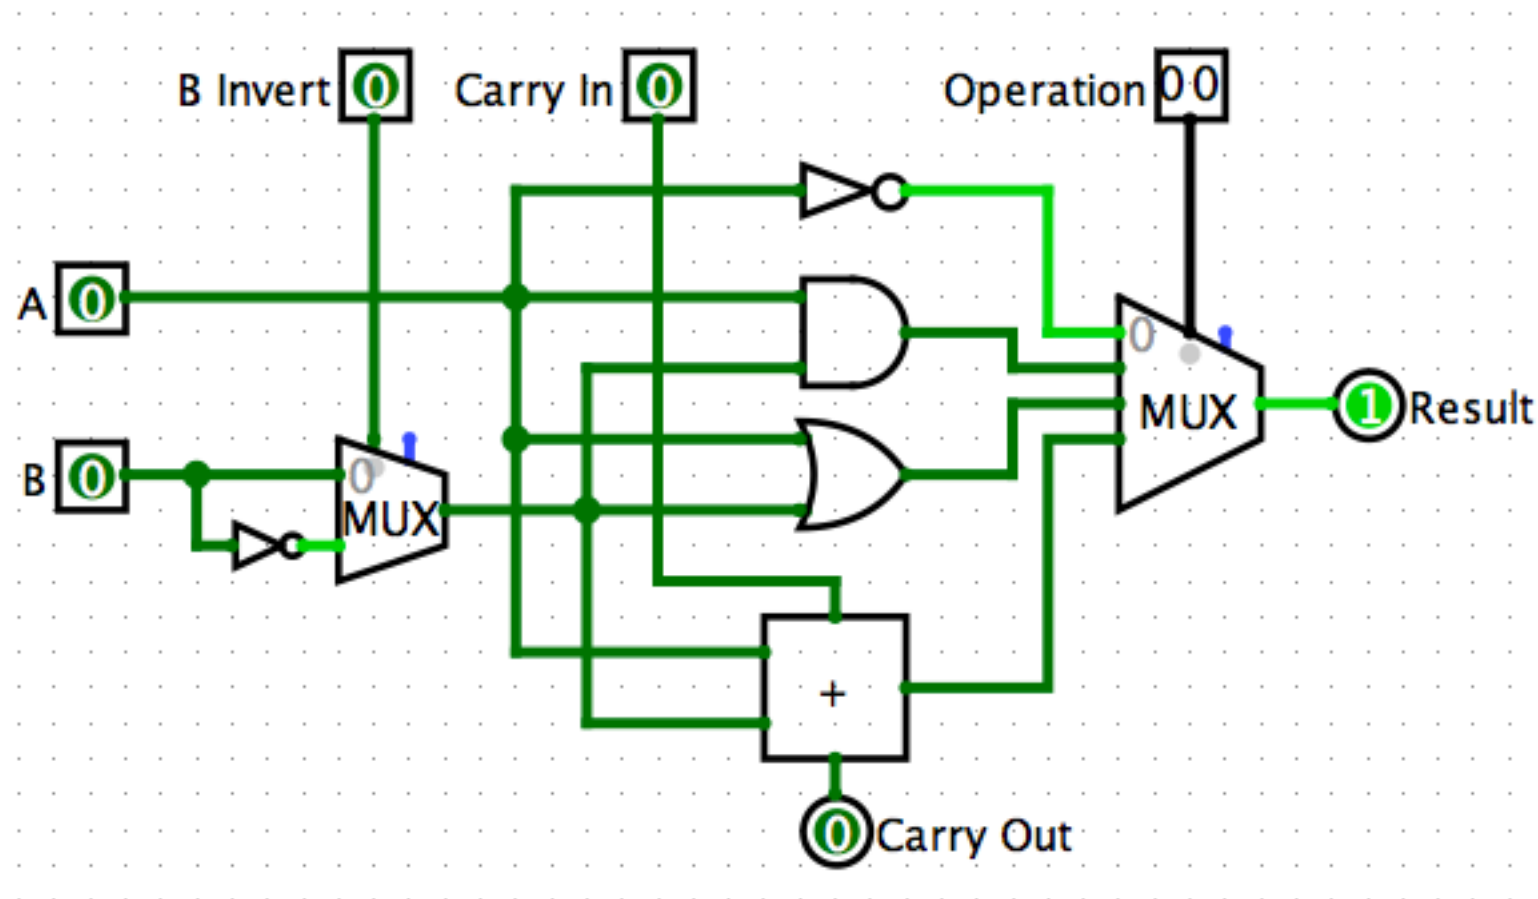 B Invert 0
Carry In 0
Operation 00
A 0
0
MUX
1 Result
B 0
0
MUX
+
0 Carry Out